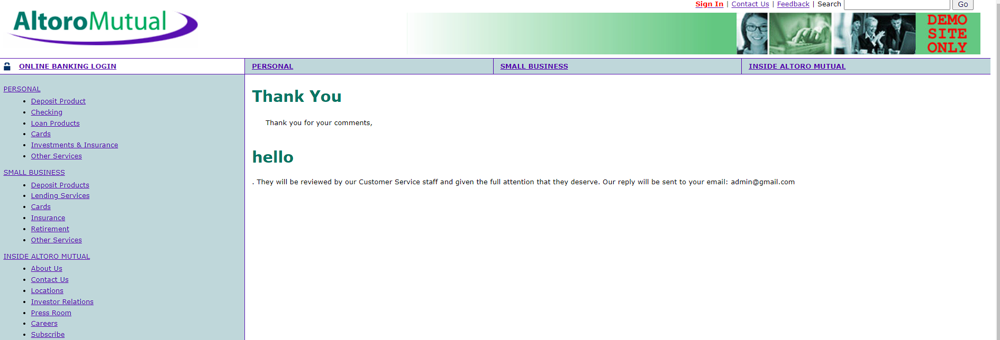 Sign In | Contact Us | Feedback | Search Go
AltoroMutual
DEMO
SITE
ONLY
ONLINE BANKING LOGIN
PERSONAL
SMALL BUSINESS
INSIDE ALTORO MUTUAL
PERSONAL
Deposit Product
Checking
Loan Products
Cards
Investments & Insurance
Other Services
SMALL BUSINESS
Deposit Products
Lending Services
Cards
Insurance
Retirement
Other Services
INSIDE ALTORO MUTUAL
About Us
Contact Us
Locations
Investor Relations
Press Room
Careers
Subscribe
Thank You
Thank you for your comments,
hello
. They will be reviewed by our Customer Service staff and given the full attention that they deserve. Our reply will be sent to your email: admin@gmail.com